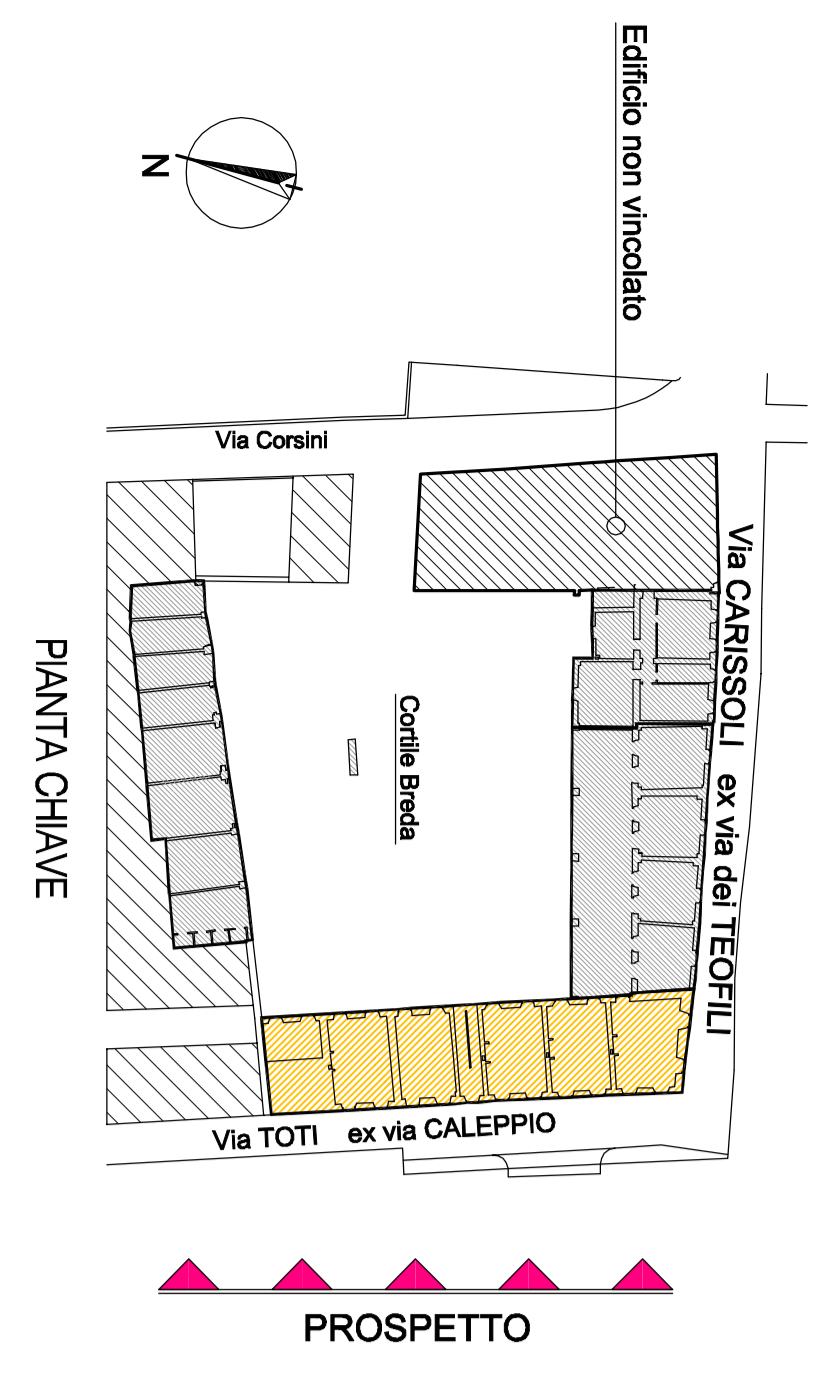 Edificio non vincolato
N
Via Corsini
Via CARISSOLI ex via dei TEOFILI
Cortile Breda
PIANTA CHIAVE
Via TOTI ex via CALEPPIO
PROSPETTO